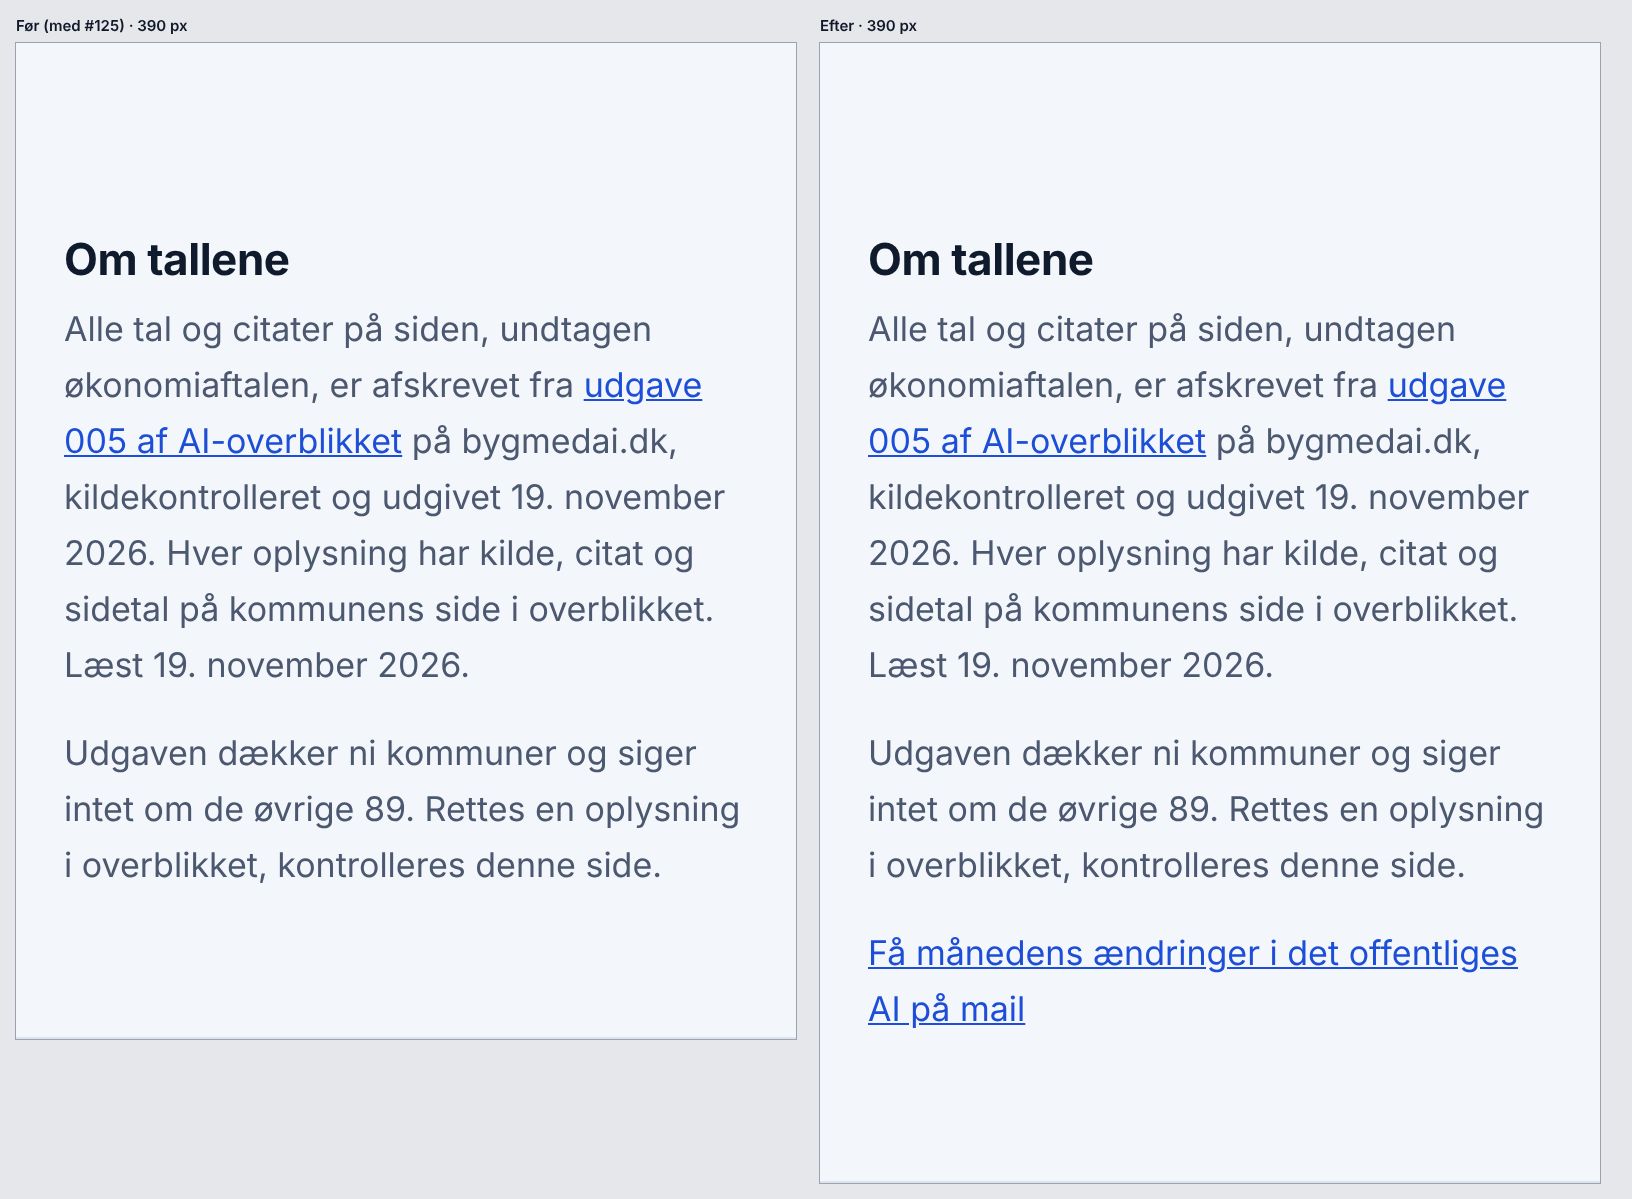 Før (med #125) · 390 px
Om tallene
Alle tal og citater på siden, undtagen
økonomiaftalen, er afskrevet fra udgave
005 af AI-overblikket på bygmedai.dk,
kildekontrolleret og udgivet 19. november
2026. Hver oplysning har kilde, citat og
sidetal på kommunens side i overblikket.
Læst 19. november 2026.
Udgaven dækker ni kommuner og siger
intet om de øvrige 89. Rettes en oplysning
i overblikket, kontrolleres denne side.
Efter · 390 px
Om tallene
Alle tal og citater på siden, undtagen
økonomiaftalen, er afskrevet fra udgave
005 af AI-overblikket på bygmedai.dk,
kildekontrolleret og udgivet 19. november
2026. Hver oplysning har kilde, citat og
sidetal på kommunens side i overblikket.
Læst 19. november 2026.
Udgaven dækker ni kommuner og siger
intet om de øvrige 89. Rettes en oplysning
i overblikket, kontrolleres denne side.
Få månedens ændringer i det offentliges
AI på mail